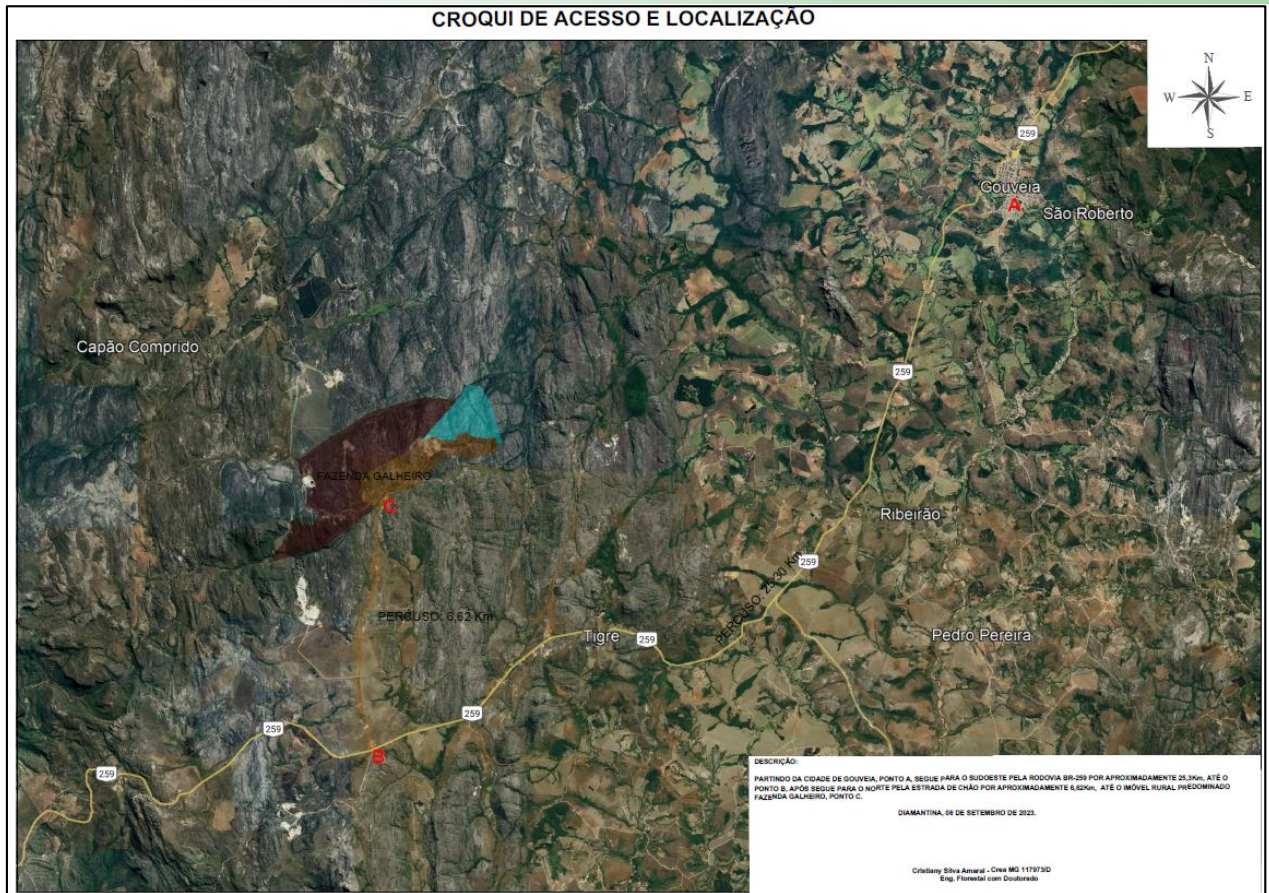 CROQUI DE ACESSO E LOCALIZAÇÃO
N
W E
S
259
Gouveia
A
São Roberto
Capão Comprido
259
FAZENDA GALHEIRO
C
Ribeirão
259
PERCUSO: 25,30 Km
PERCUSO: 6,62 Km
Tigre
259
Pedro Pereira
259
259
B
259
DESCRIÇÃO:
PARTINDO DA CIDADE DE GOUVEIA, PONTO A, SEGUE PARA O SUDOESTE PELA RODOVIA BR-259 POR APROXIMADAMENTE 25,3Km, ATÉ O
PONTO B, APÓS SEGUE PARA O NORTE PELA ESTRADA DE CHÃO POR APROXIMADAMENTE 6,62Km, ATÉ O IMÓVEL RURAL PREDOMINADO
FAZENDA GALHEIRO, PONTO C.
DIAMANTINA, 08 DE SETEMBRO DE 2023.
Cristiany Silva Amaral - Crea MG 117973/D
Eng. Florestal com Doutorado